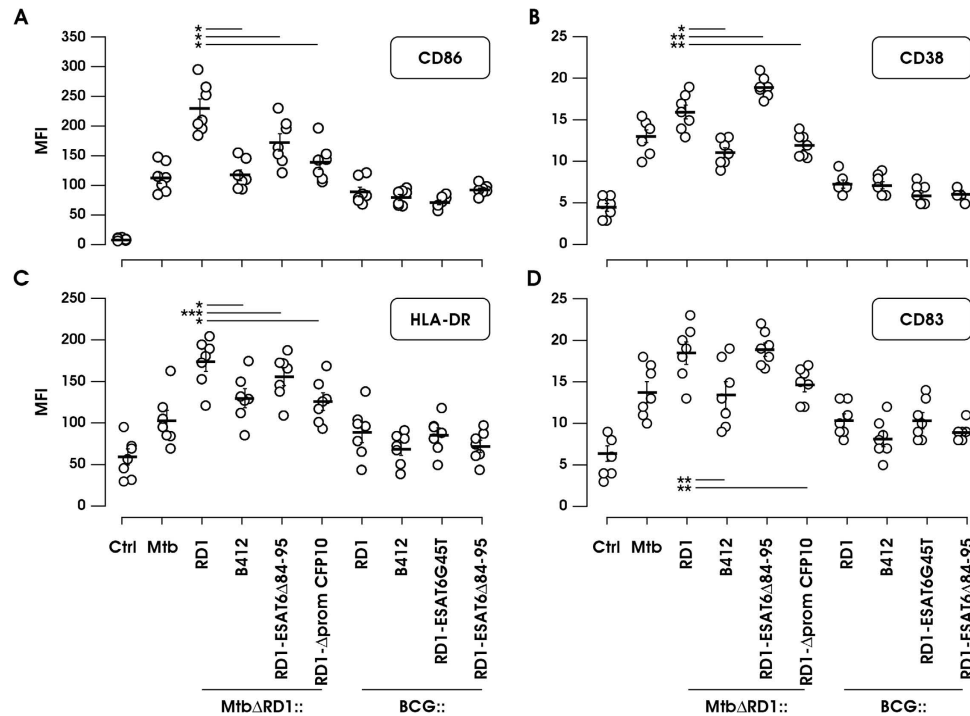 A
CD86
MFI
350
300
250
200
150
100
50
0
*
**
*
B
CD38
25
20
15
10
5
0
*
**
**
C
HLA-DR
MFI
250
200
150
100
50
0
*
***
*
D
CD83
25
20
15
10
5
0
**
**
Ctrl
Mtb
RD1
B412
RD1-ESAT6Δ84-95
RD1-Δprom CFP10
RD1
B412
RD1-ESAT6G45T
RD1-ESAT6Δ84-95
MtbΔRD1::
BCG::
Ctrl
Mtb
RD1
B412
RD1-ESAT6Δ84-95
RD1-Δprom CFP10
RD1
B412
RD1-ESAT6G45T
RD1-ESAT6Δ84-95
MtbΔRD1::
BCG::